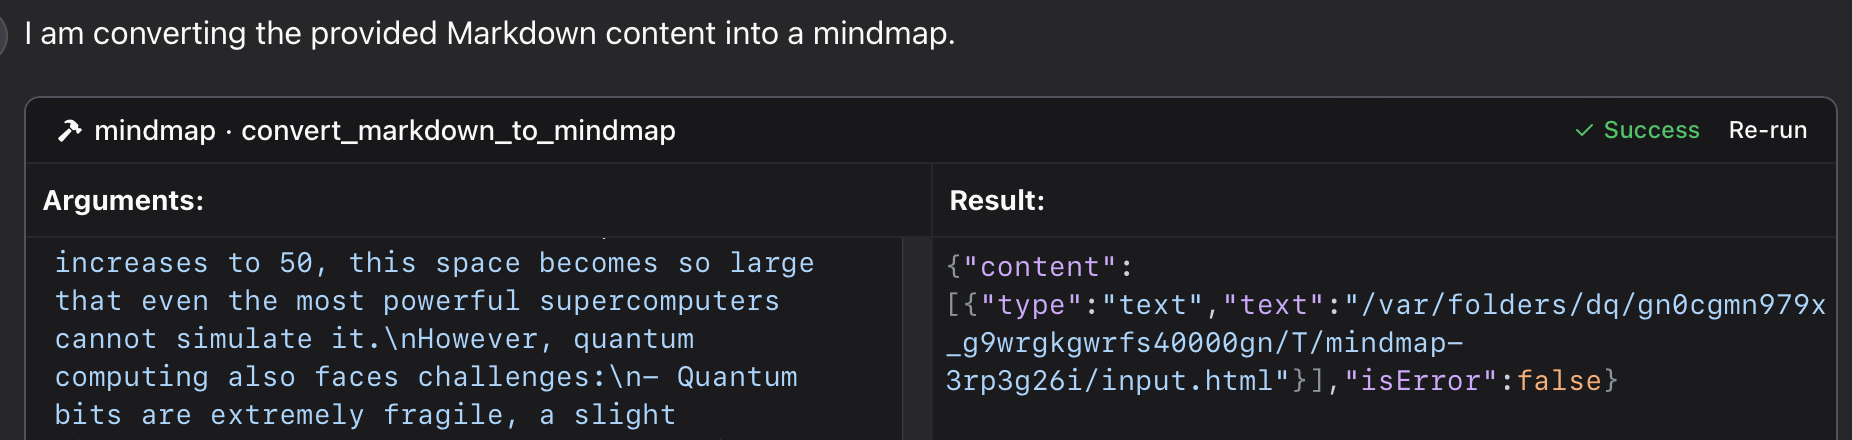 I am converting the provided Markdown content into a mindmap.
mindmap · convert_markdown_to_mindmap
✓ Success Re-run
Arguments:
Result:
increases to 50, this space becomes so large
that even the most powerful supercomputers
cannot simulate it.\nHowever, quantum
computing also faces challenges:\n- Quantum
bits are extremely fragile, a slight
{"content":
[{"type":"text","text":"/var/folders/dq/gn0cgmn979x
_g9wrgkgwrfs40000gn/T/mindmap-
3rp3g26i/input.html"}],"isError":false}